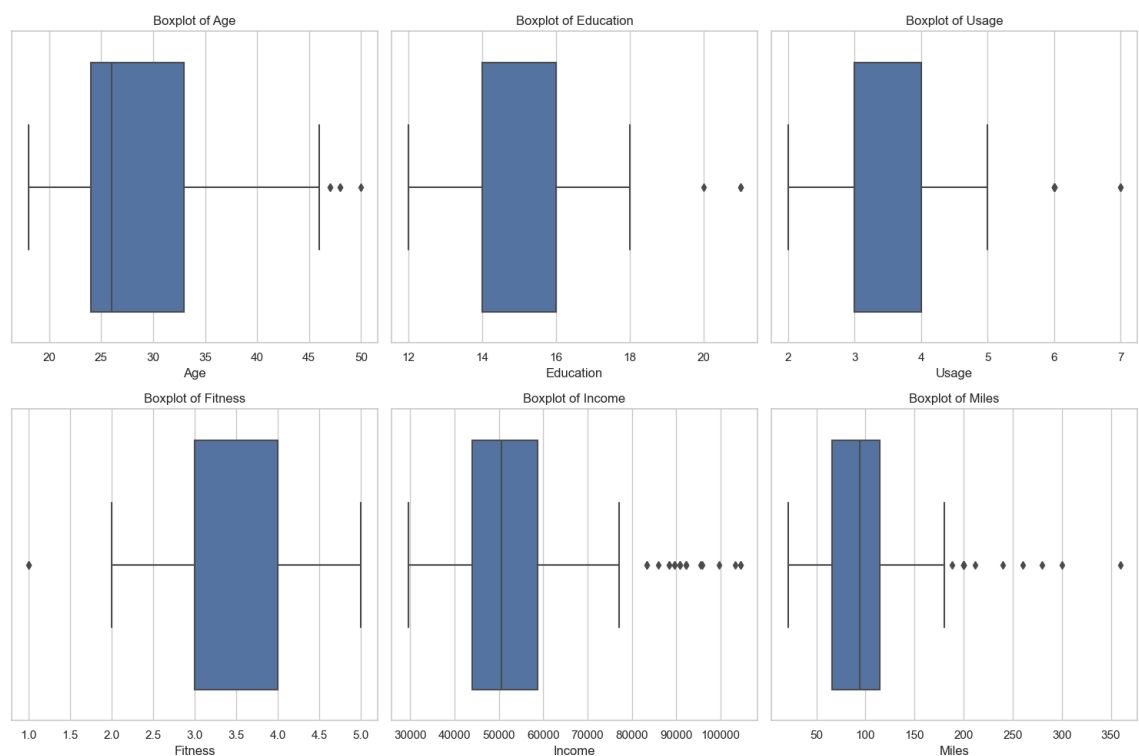 Boxplot of Age
Boxplot of Education
Boxplot of Usage
20 25 30 35 40 45 50
12 14 16 18 20
2 3 4 5 6 7
Age
Education
Usage
Boxplot of Fitness
Boxplot of Income
Boxplot of Miles
1.0 1.5 2.0 2.5 3.0 3.5 4.0 4.5 5.0
30000 40000 50000 60000 70000 80000 90000 100000
50 100 150 200 250 300 350
Fitness
Income
Miles